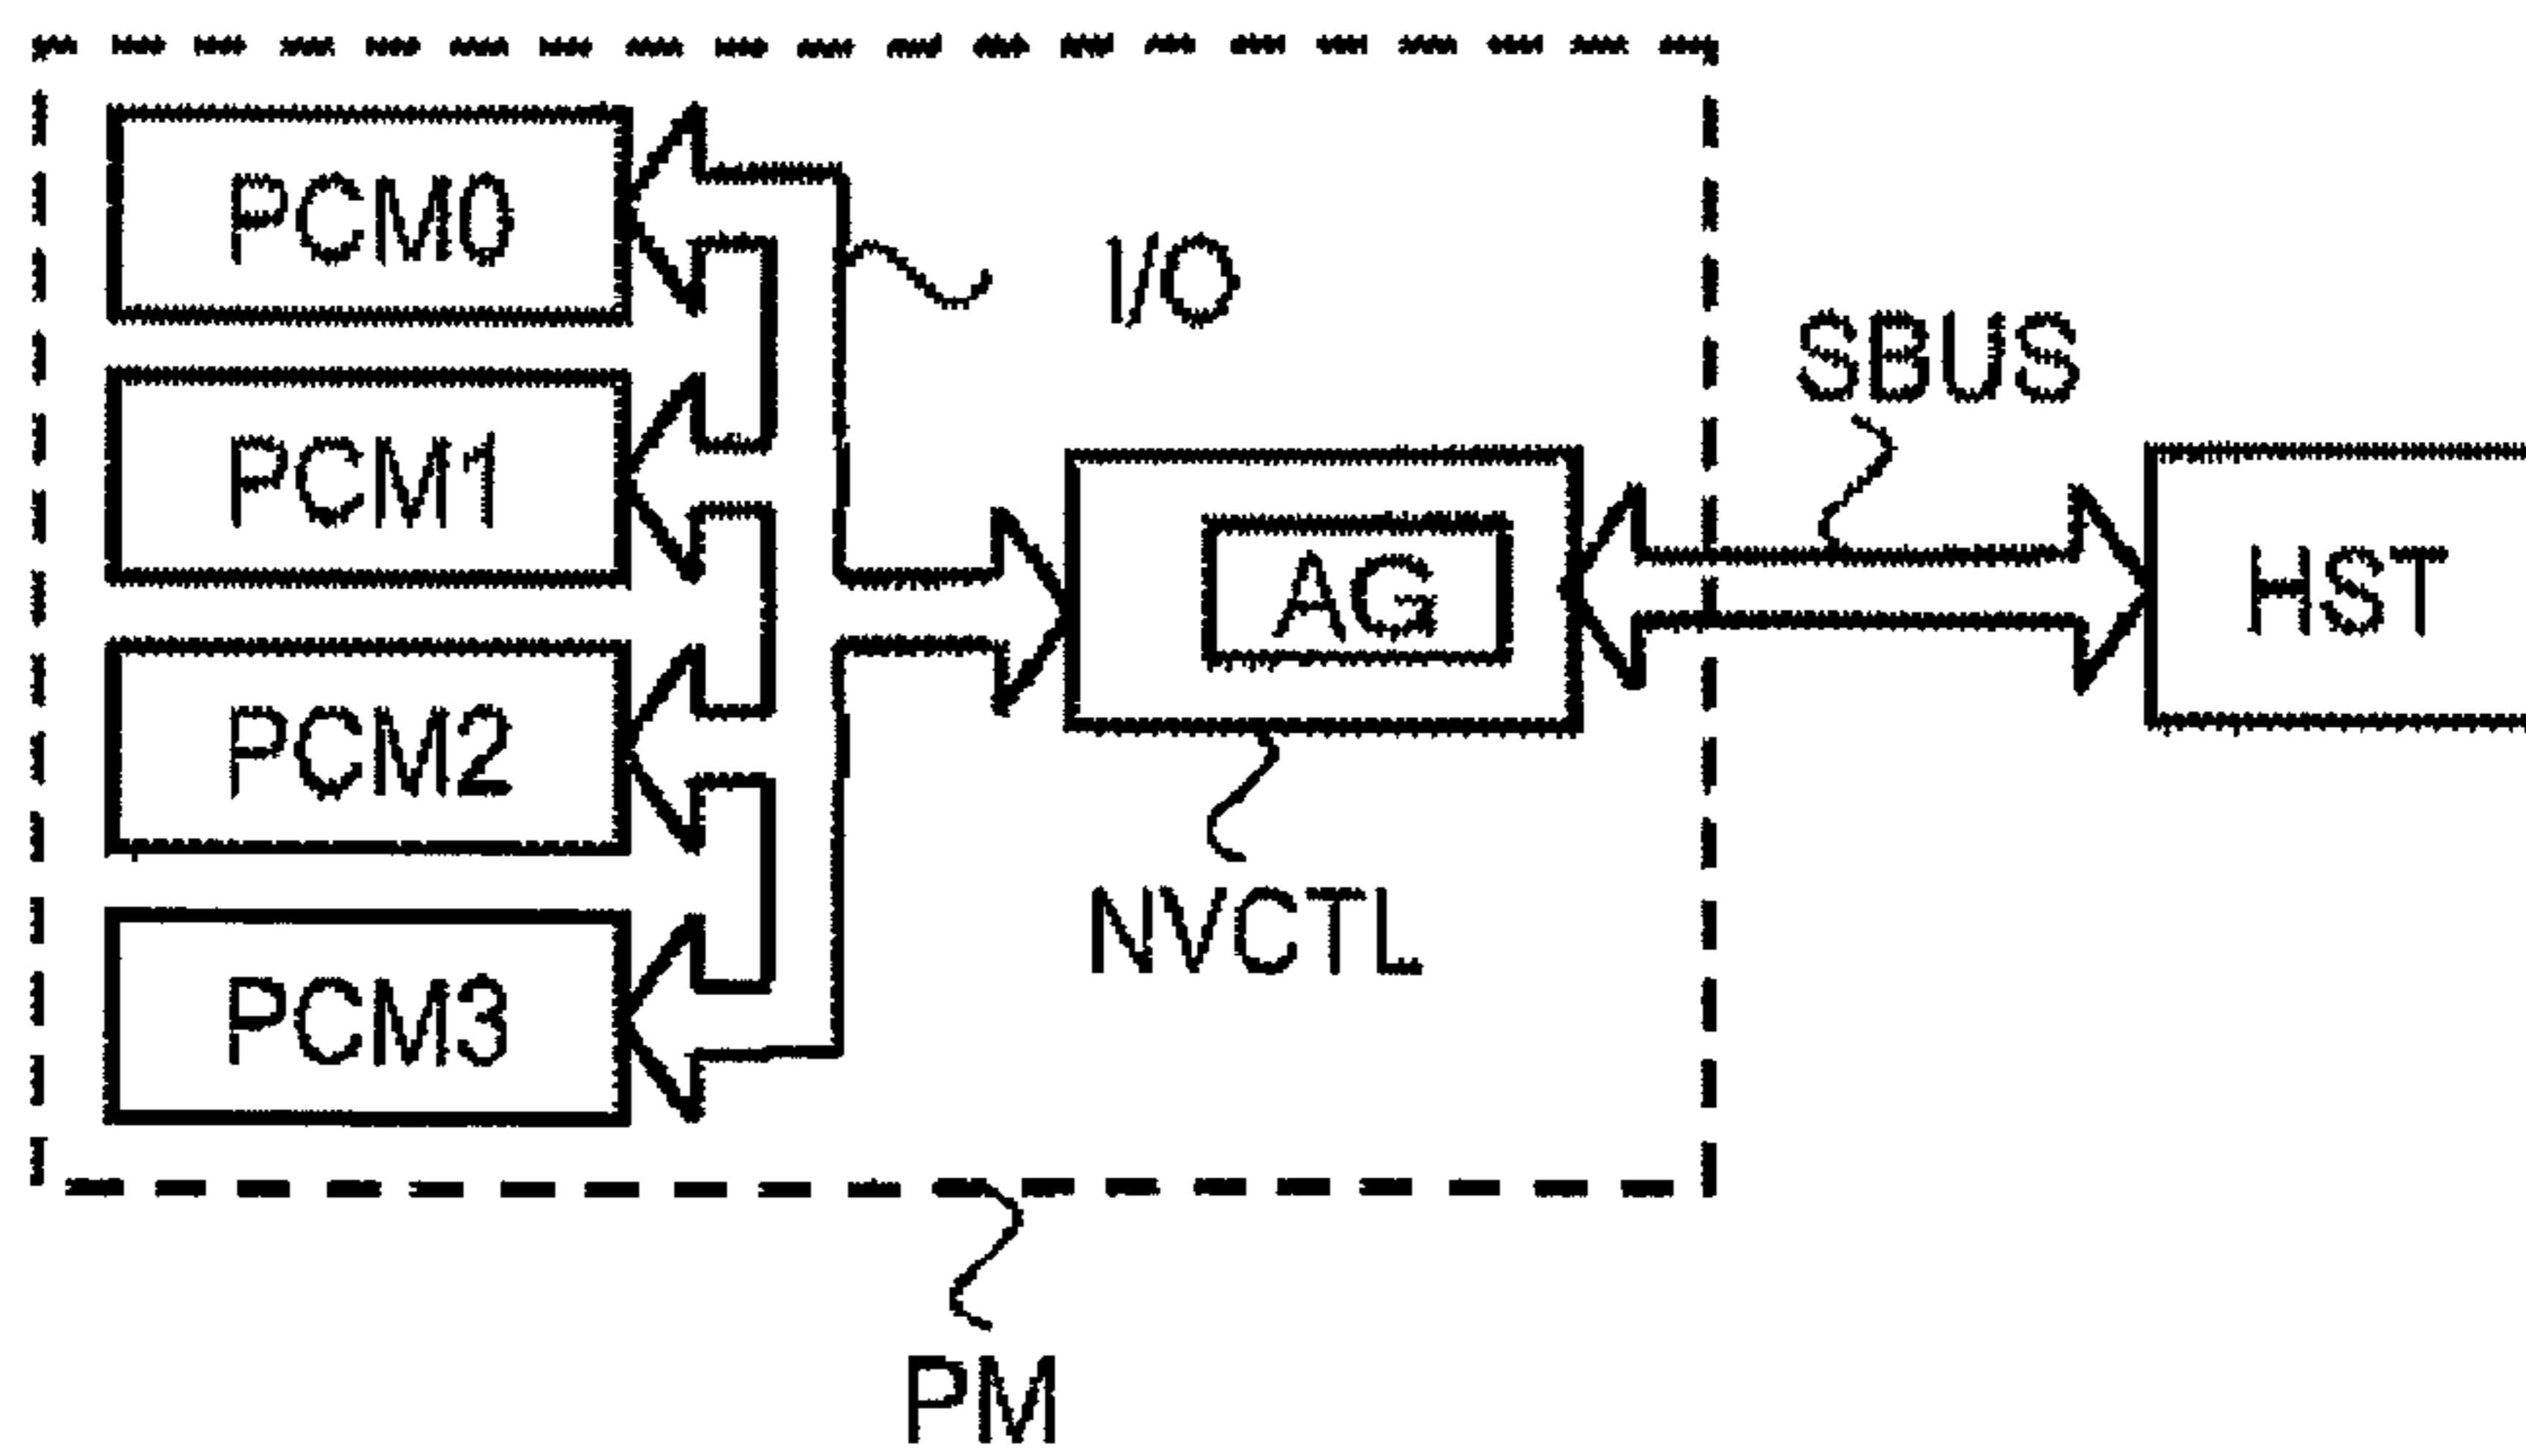 PCM0
I/O
SBUS
PCM1
AG
HST
PCM2
NVCTL
PCM3
PM